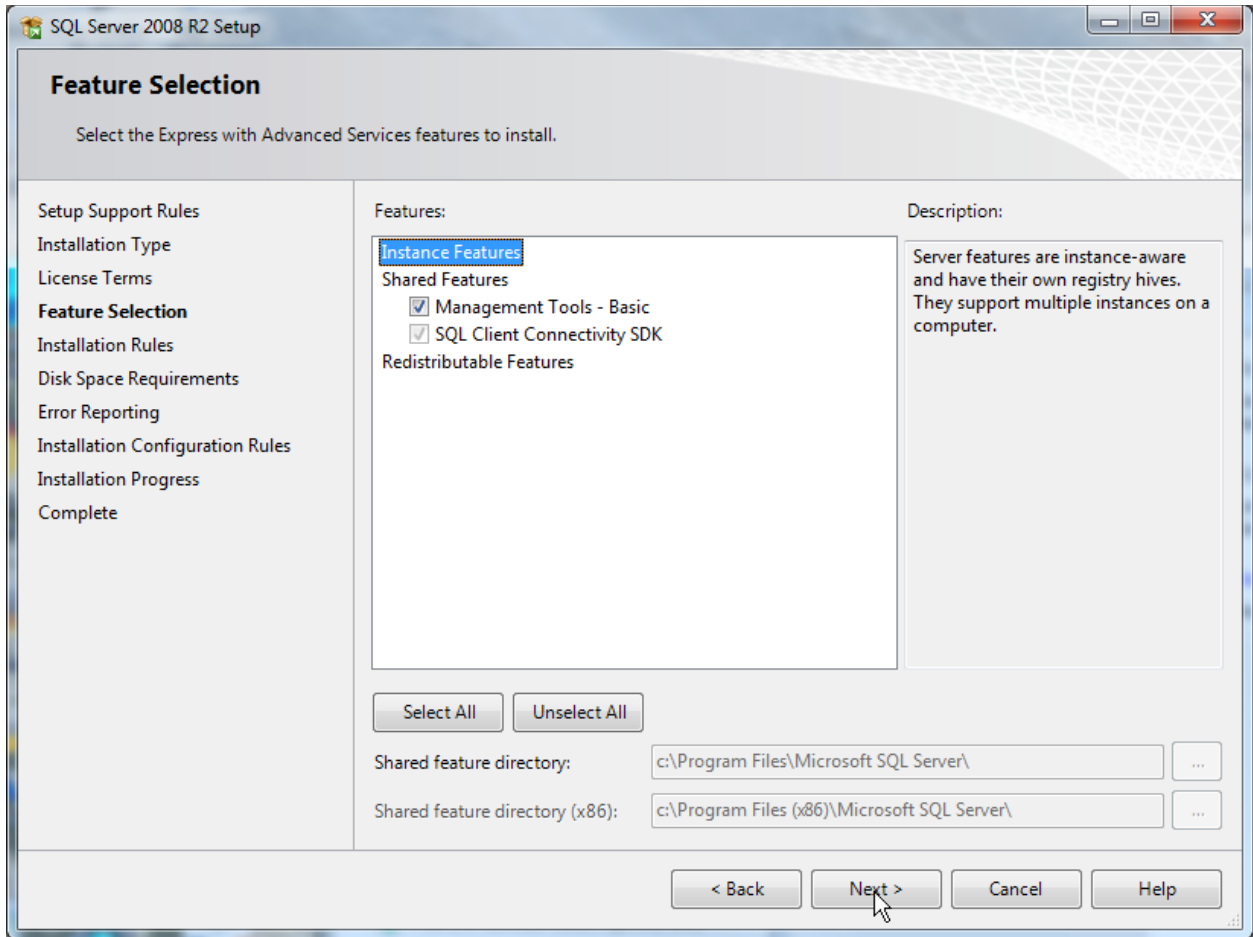 SQL Server 2008 R2 Setup
Feature Selection
Select the Express with Advanced Services features to install.
Setup Support Rules
Installation Type
License Terms
Feature Selection
Installation Rules
Disk Space Requirements
Error Reporting
Installation Configuration Rules
Installation Progress
Complete
Features:
Instance Features
Shared Features
Management Tools - Basic
SQL Client Connectivity SDK
Redistributable Features
Description:
Server features are instance-aware
and have their own registry hives.
They support multiple instances on a
computer.
Select All
Unselect All
Shared feature directory:
c:\Program Files\Microsoft SQL Server\
...
Shared feature directory (x86):
c:\Program Files (x86)\Microsoft SQL Server\
...
< Back
Next >
Cancel
Help